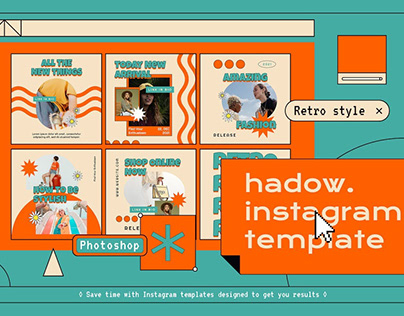 ALL THE
NEW THINGS
TODAY NEW
ARRIVAL
AMAZING
FASHION
RELEASE
Retro style ×
HOW TO BE
STYLISH
SHOP ONLINE
NOW
RETRO
hadow.
instagram
template
Photoshop
◊ Save time with Instagram templates designed to get you results ◊